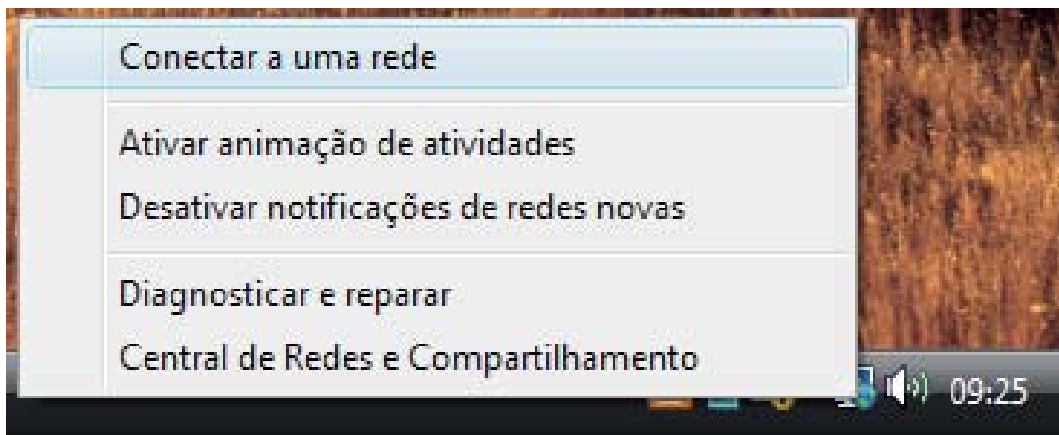 Conectar a uma rede
Ativar animação de atividades
Desativar notificações de redes novas
Diagnosticar e reparar
Central de Redes e Compartilhamento
09:25